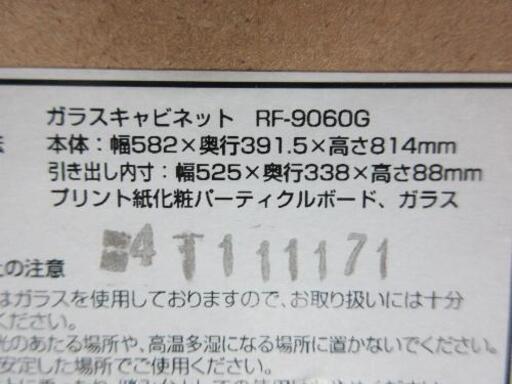 ガラスキャビネット RF-9060G
本体：幅582×奥行391.5×高さ814mm
引き出し内寸：幅525×奥行338×高さ88mm
プリント紙化粧パーティクルボード、ガラス
4T111171
上の注意
はガラスを使用しておりますので、お取り扱いには十分
ください。
光のあたる場所や、高温多湿になる場所に置かないでください。
安定した場所でご使用ください。